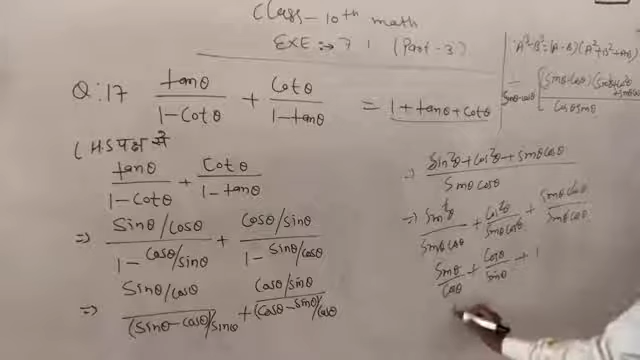 Class-10th math
EXE:→ 7.1 (Part-3)
Q:17 tanθ/(1-Cotθ) + Cotθ/(1-tanθ) = 1+tanθ+Cotθ
LHS पक्ष से
tanθ/(1-Cotθ) + Cotθ/(1-tanθ)
⇒ (Sinθ/cosθ)/(1-Cosθ/sinθ) + (Cosθ/sinθ)/(1-Sinθ/cosθ)
⇒ (Sinθ/cosθ)/((Sinθ-cosθ)/sinθ) + (Cosθ/sinθ)/((Cosθ-Sinθ)/cosθ)
A³-B³=(A-B)(A²+B²+AB)
⇒ (Sin²θ+Cos²θ+Sinθcosθ)/(Sinθcosθ)
⇒ Sin²θ/(Sinθcosθ) + Cos²θ/(Sinθcosθ) + Sinθcosθ/(Sinθcosθ)
Sinθ/cosθ + Cosθ/sinθ + 1